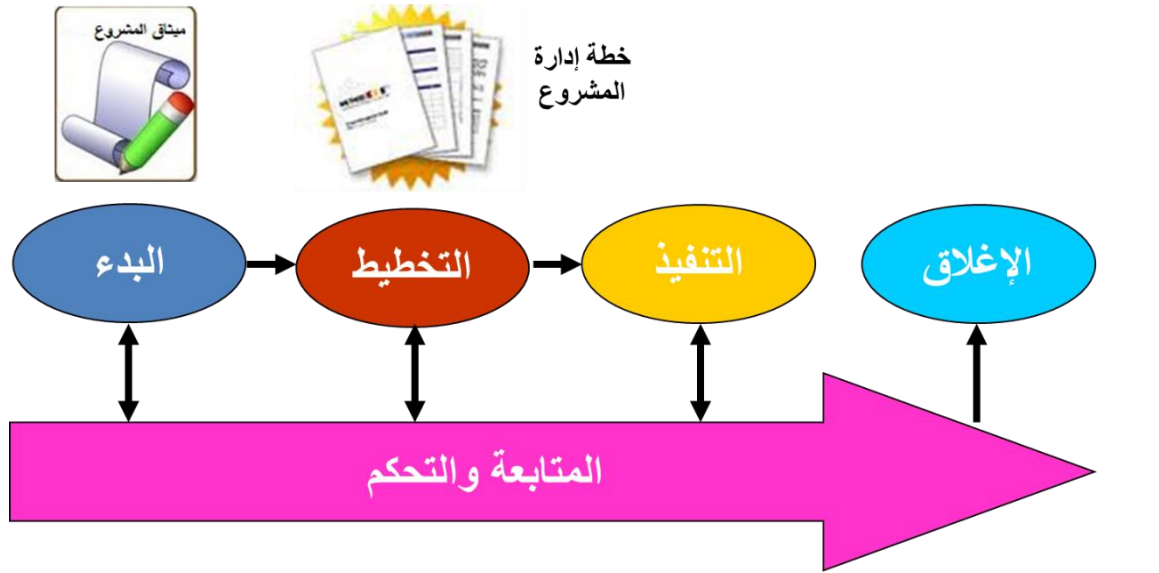 ميثاق المشروع
خطة إدارة
المشروع
البدء
التخطيط
التنفيذ
الإغلاق
المتابعة والتحكم